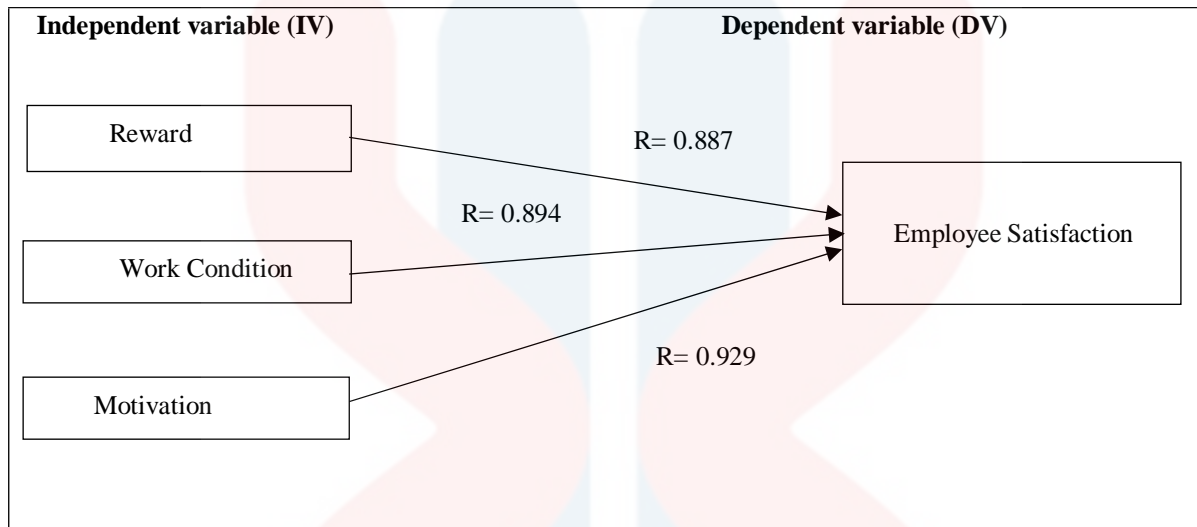 Independent variable (IV)
Dependent variable (DV)
Reward
R= 0.887
R= 0.894
Work Condition
Employee Satisfaction
R= 0.929
Motivation